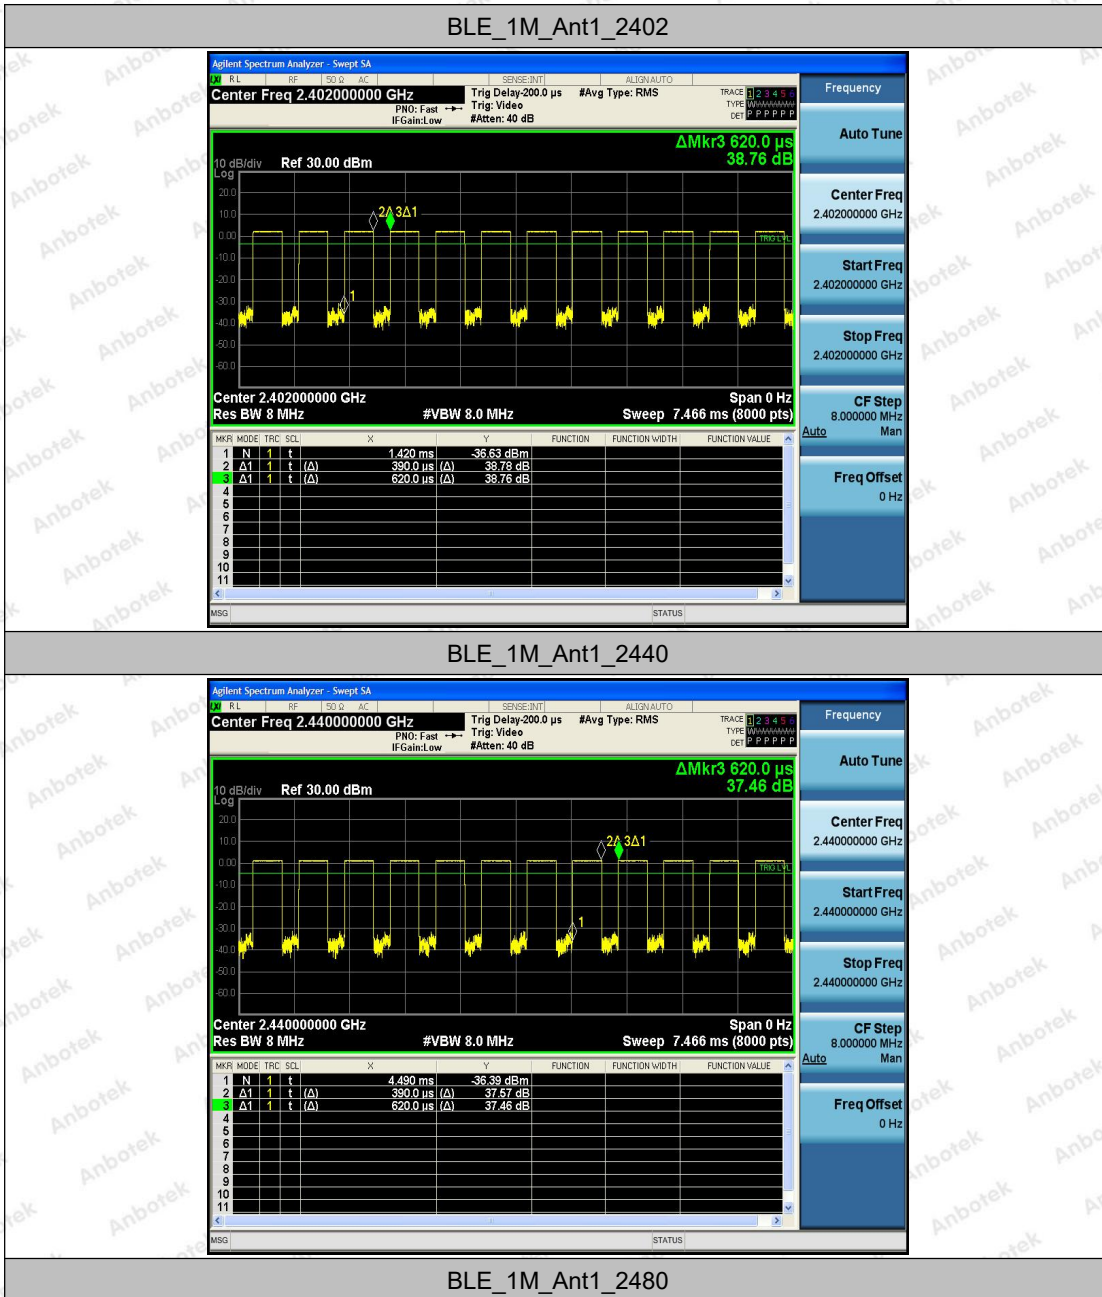 BLE_1M_Ant1_2402
Agilent Spectrum Analyzer - Swept SA
LXI RL RF 50 Ω AC SENSE:INT ALIGNAUTO
Center Freq 2.402000000 GHz
PNO: Fast
IFGain:Low
Trig Delay-200.0 µs
Trig: Video
#Atten: 40 dB
#Avg Type: RMS
TRACE 1 2 3 4 5 6
TYPE WWWWWW
DET P P P P P P
ΔMkr3 620.0 µs
38.76 dB
10 dB/div Ref 30.00 dBm
Log
20.0
10.0
0.00
-10.0
-20.0
-30.0
-40.0
-50.0
-60.0
2Δ 3Δ1
1
TRIG LVL
Center 2.402000000 GHz Span 0 Hz
Res BW 8 MHz #VBW 8.0 MHz Sweep 7.466 ms (8000 pts)
MKR MODE TRC SCL X Y FUNCTION FUNCTION WIDTH FUNCTION VALUE
1 N 1 t 1.420 ms -36.63 dBm
2 Δ1 1 t (Δ) 390.0 µs (Δ) 38.78 dB
3 Δ1 1 t (Δ) 620.0 µs (Δ) 38.76 dB
4
5
6
7
8
9
10
11
MSG STATUS
Frequency
Auto Tune
Center Freq
2.402000000 GHz
Start Freq
2.402000000 GHz
Stop Freq
2.402000000 GHz
CF Step
8.000000 MHz
Auto Man
Freq Offset
0 Hz
BLE_1M_Ant1_2440
Agilent Spectrum Analyzer - Swept SA
LXI RL RF 50 Ω AC SENSE:INT ALIGNAUTO
Center Freq 2.440000000 GHz
PNO: Fast
IFGain:Low
Trig Delay-200.0 µs
Trig: Video
#Atten: 40 dB
#Avg Type: RMS
TRACE 1 2 3 4 5 6
TYPE WWWWWW
DET P P P P P P
ΔMkr3 620.0 µs
37.46 dB
10 dB/div Ref 30.00 dBm
Log
20.0
10.0
0.00
-10.0
-20.0
-30.0
-40.0
-50.0
-60.0
2Δ 3Δ1
1
TRIG LVL
Center 2.440000000 GHz Span 0 Hz
Res BW 8 MHz #VBW 8.0 MHz Sweep 7.466 ms (8000 pts)
MKR MODE TRC SCL X Y FUNCTION FUNCTION WIDTH FUNCTION VALUE
1 N 1 t 4.490 ms -36.39 dBm
2 Δ1 1 t (Δ) 390.0 µs (Δ) 37.57 dB
3 Δ1 1 t (Δ) 620.0 µs (Δ) 37.46 dB
4
5
6
7
8
9
10
11
MSG STATUS
Frequency
Auto Tune
Center Freq
2.440000000 GHz
Start Freq
2.440000000 GHz
Stop Freq
2.440000000 GHz
CF Step
8.000000 MHz
Auto Man
Freq Offset
0 Hz
BLE_1M_Ant1_2480